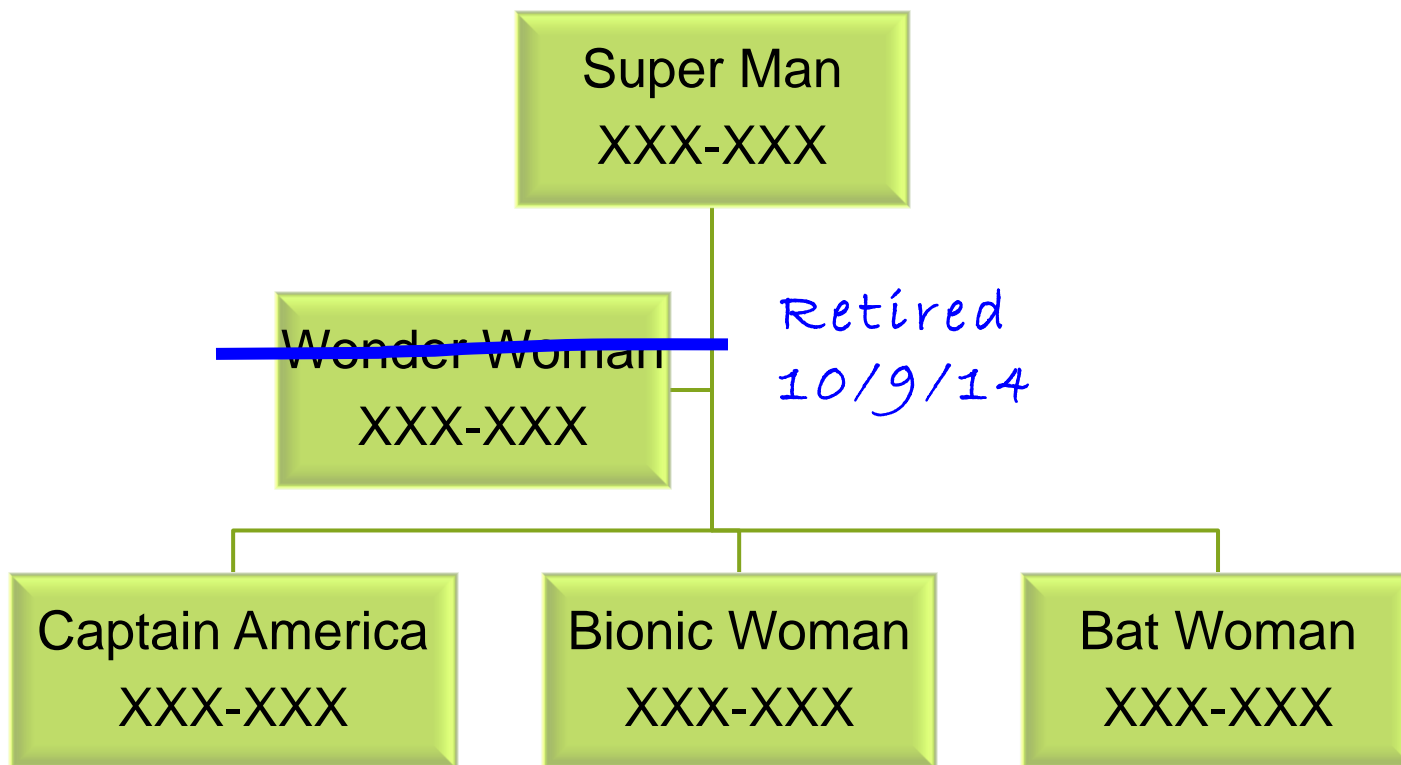 Super Man
XXX-XXX
Wonder Woman
XXX-XXX
Retired
10/9/14
Captain America
XXX-XXX
Bionic Woman
XXX-XXX
Bat Woman
XXX-XXX